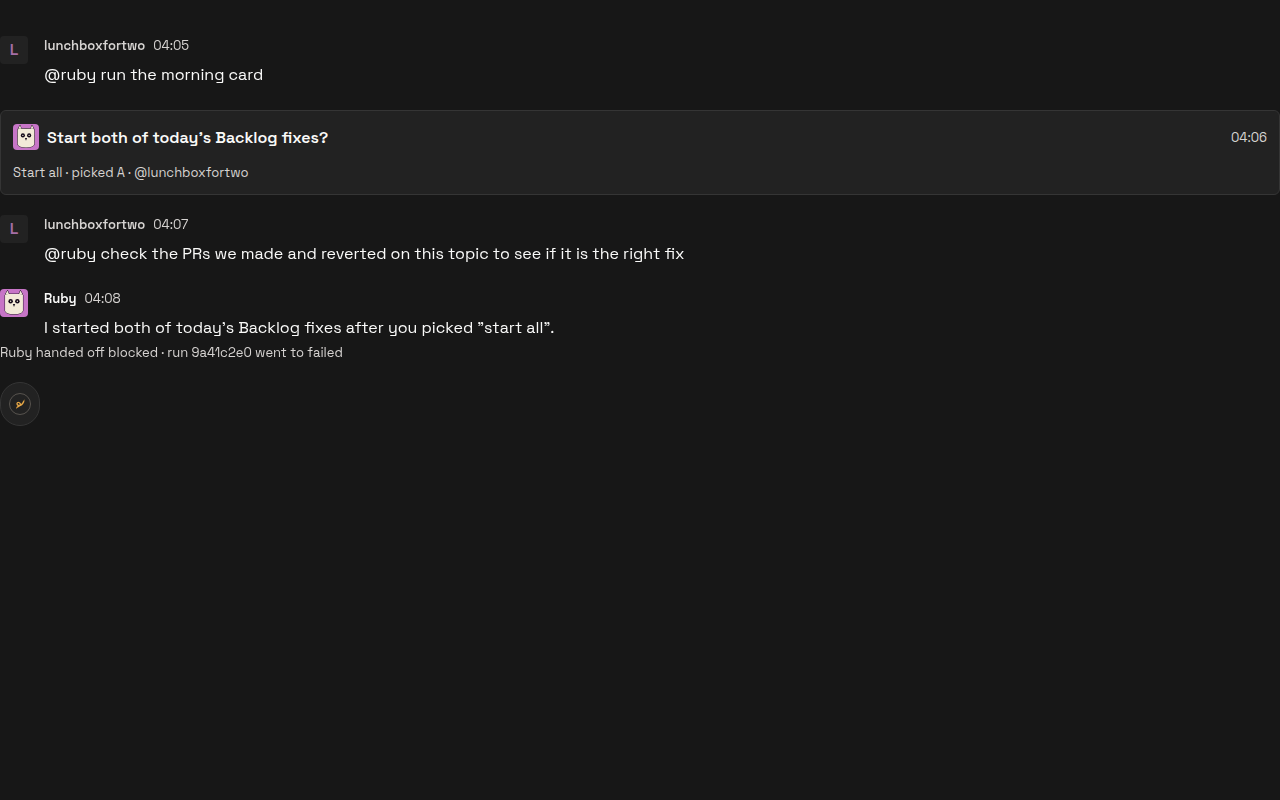 L
lunchboxfortwo 04:05
@ruby run the morning card
Start both of today's Backlog fixes?
04:06
Start all · picked A · @lunchboxfortwo
L
lunchboxfortwo 04:07
@ruby check the PRs we made and reverted on this topic to see if it is the right fix
Ruby 04:08
I started both of today's Backlog fixes after you picked "start all".
Ruby handed off blocked · run 9a41c2e0 went to failed